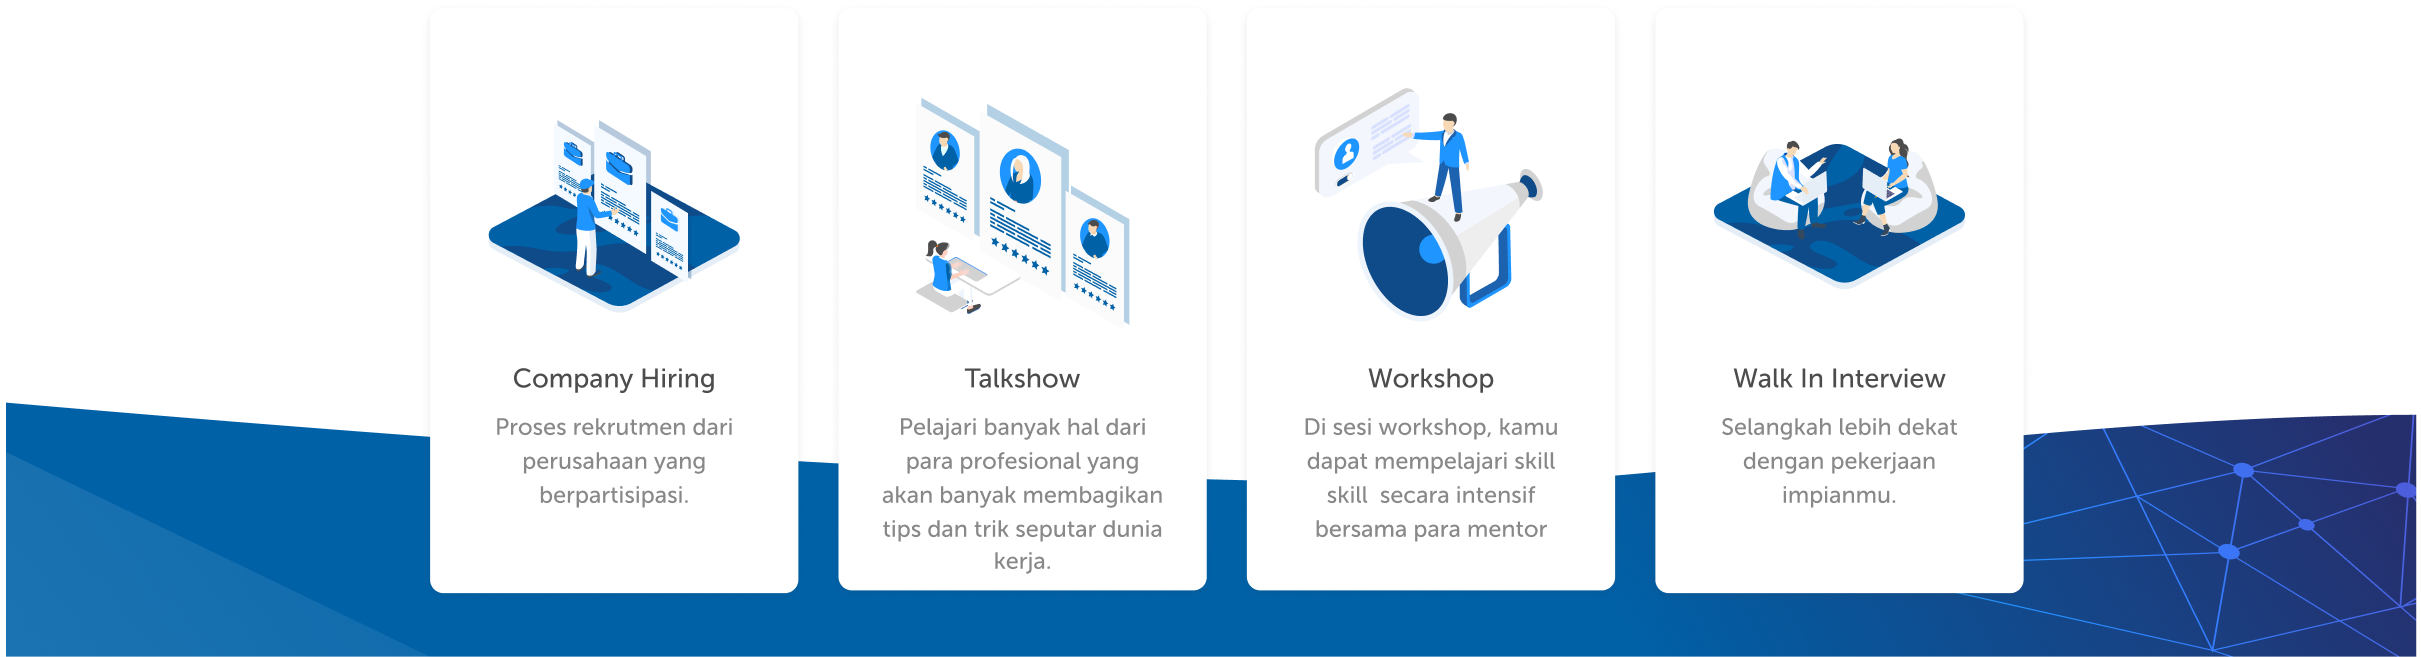 Company Hiring
Proses rekrutmen dari
perusahaan yang
berpartisipasi.
Talkshow
Pelajari banyak hal dari
para profesional yang
akan banyak membagikan
tips dan trik seputar dunia
kerja.
Workshop
Di sesi workshop, kamu
dapat mempelajari skill
skill  secara intensif
bersama para mentor
Walk In Interview
Selangkah lebih dekat
dengan pekerjaan
impianmu.